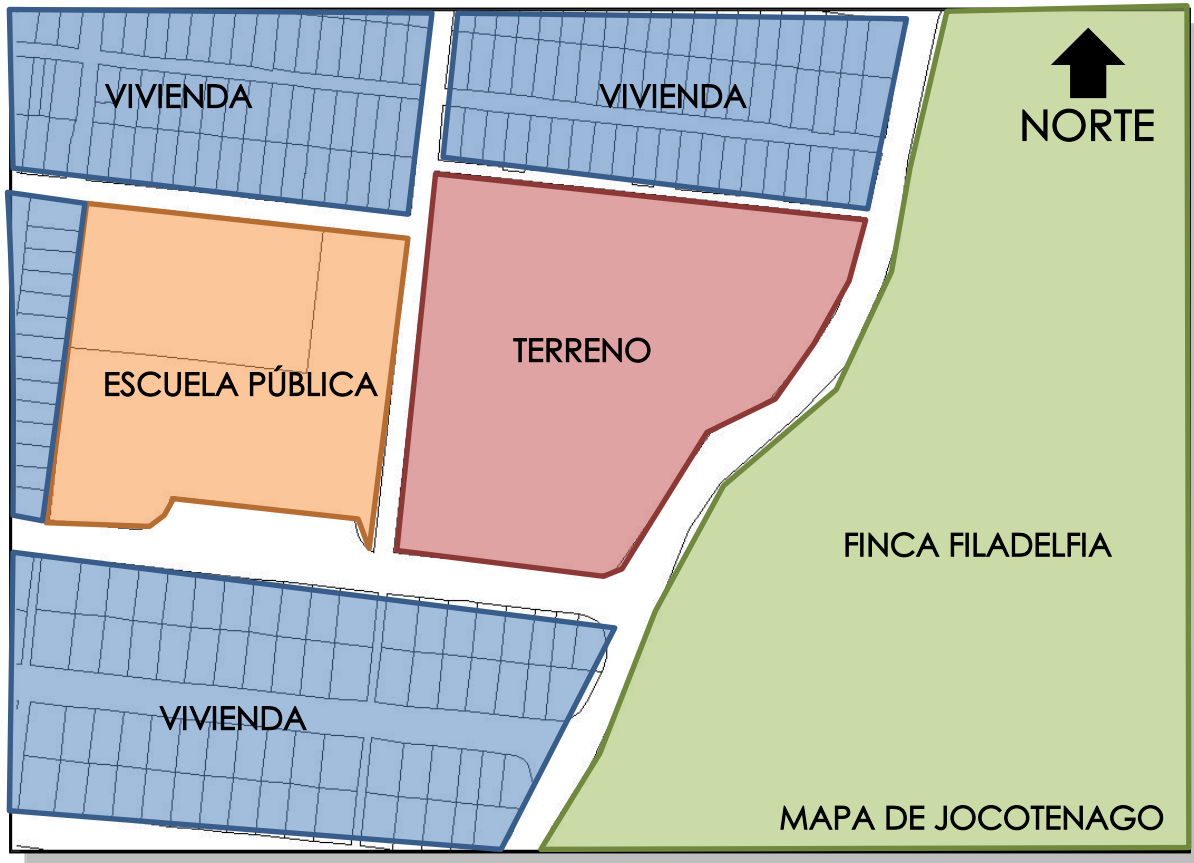 VIVIENDA
VIVIENDA
NORTE
TERRENO
ESCUELA PÚBLICA
FINCA FILADELFIA
VIVIENDA
MAPA DE JOCOTENAGO